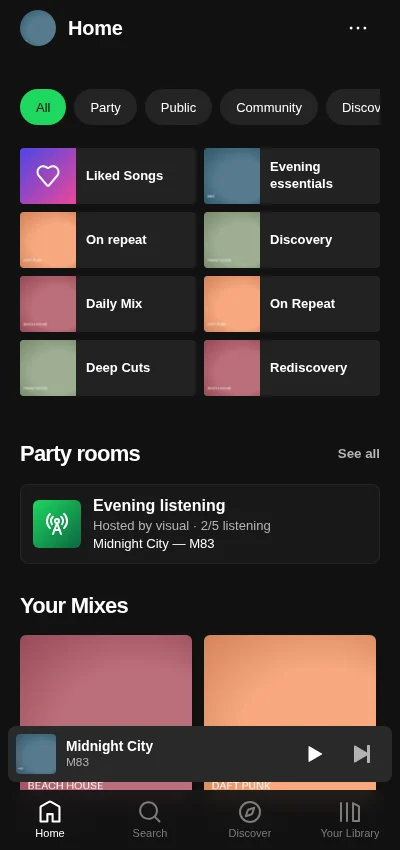 Home
All
Party
Public
Community
Discov
Liked Songs
Evening
essentials
On repeat
Discovery
Daily Mix
On Repeat
Deep Cuts
Rediscovery
Party rooms
See all
Evening listening
Hosted by visual · 2/5 listening
Midnight City — M83
Your Mixes
Midnight City
M83
BEACH HOUSE
DAFT PUNK
Home
Search
Discover
Your Library